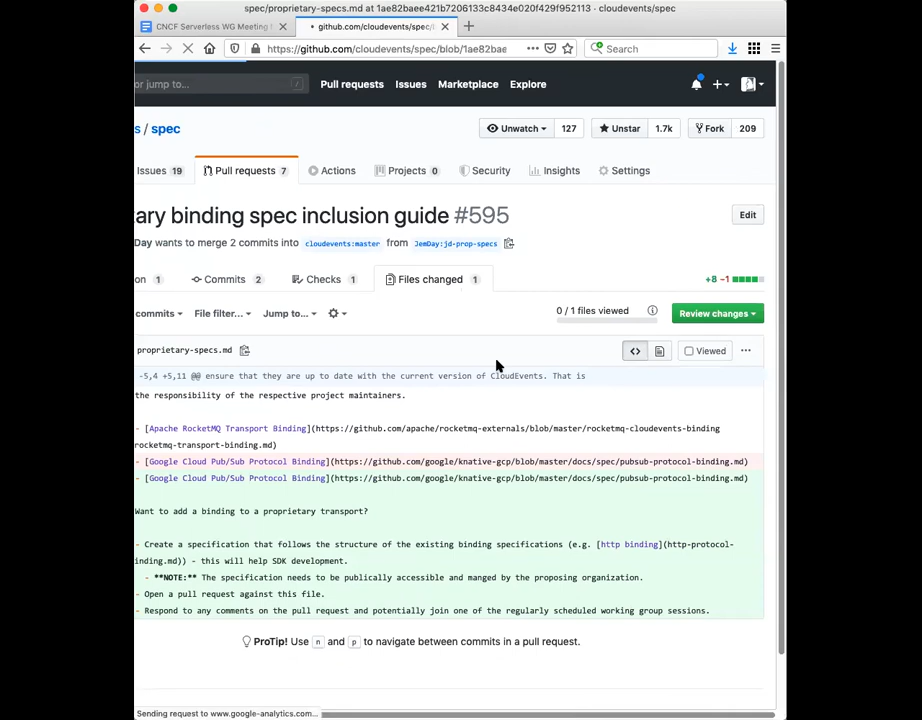 spec/proprietary-specs.md at 1ae82baee421b7206133c8434e020f429f952113 · cloudevents/spec
CNCF Serverless WG Meeting
github.com/cloudevents/spec/
https://github.com/cloudevents/spec/blob/1ae82bae
Search
or jump to...
/
Pull requests
Issues
Marketplace
Explore
s / spec
Unwatch
127
Unstar
1.7k
Fork
209
Issues 19
Pull requests 7
Actions
Projects 0
Security
Insights
Settings
ary binding spec inclusion guide #595
Edit
Day wants to merge 2 commits into cloudevents:master from JemDay:jd-prop-specs
on 1
Commits 2
Checks 1
Files changed 1
+8 −1
commits
File filter...
Jump to...
0 / 1 files viewed
Review changes
proprietary-specs.md
Viewed
-5,4 +5,11 @@ ensure that they are up to date with the current version of CloudEvents. That is
the responsibility of the respective project maintainers.
- [Apache RocketMQ Transport Binding](https://github.com/apache/rocketmq-externals/blob/master/rocketmq-cloudevents-binding
rocketmq-transport-binding.md)
- [Google Cloud Pub/Sub Protocol Binding](https://github.com/google/knative-gcp/blob/master/docs/spec/pubsub-protocol-binding.md)
- [Google Cloud Pub/Sub Protocol Binding](https://github.com/google/knative-gcp/blob/master/docs/spec/pubsub-protocol-binding.md)
Want to add a binding to a proprietary transport?
- Create a specification that follows the structure of the existing binding specifications (e.g. [http binding](http-protocol-
inding.md)) - this will help SDK development.
- **NOTE:** The specification needs to be publically accessible and manged by the proposing organization.
- Open a pull request against this file.
- Respond to any comments on the pull request and potentially join one of the regularly scheduled working group sessions.
ProTip! Use n and p to navigate between commits in a pull request.
Sending request to www.google-analytics.com...